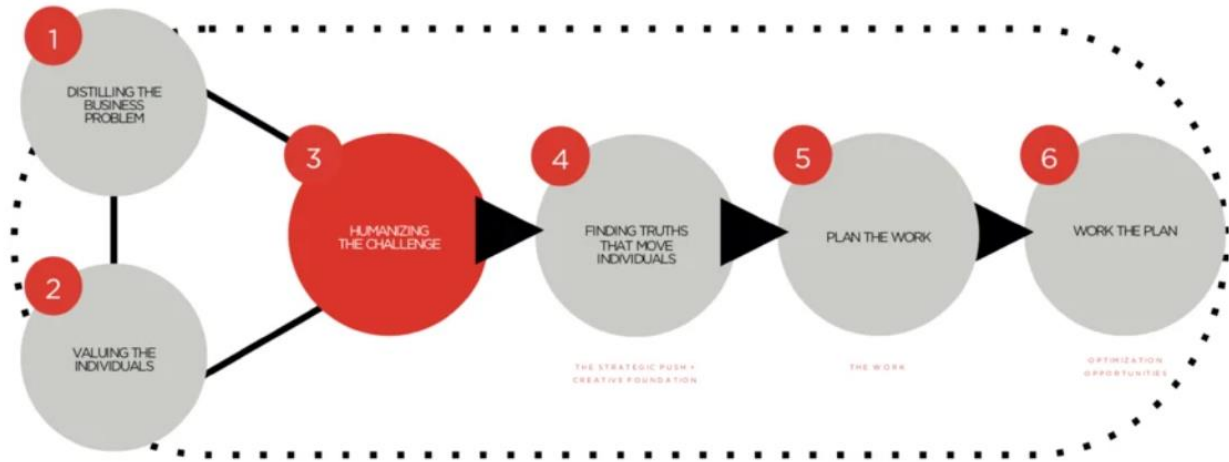 1
DISTILLING THE
BUSINESS
PROBLEM
2
VALUING THE
INDIVIDUALS
3
HUMANIZING
THE CHALLENGE
4
FINDING TRUTHS
THAT MOVE
INDIVIDUALS
THE STRATEGIC PUSH +
CREATIVE FOUNDATION
5
PLAN THE WORK
THE WORK
6
WORK THE PLAN
OPTIMIZATION
OPPORTUNITIES